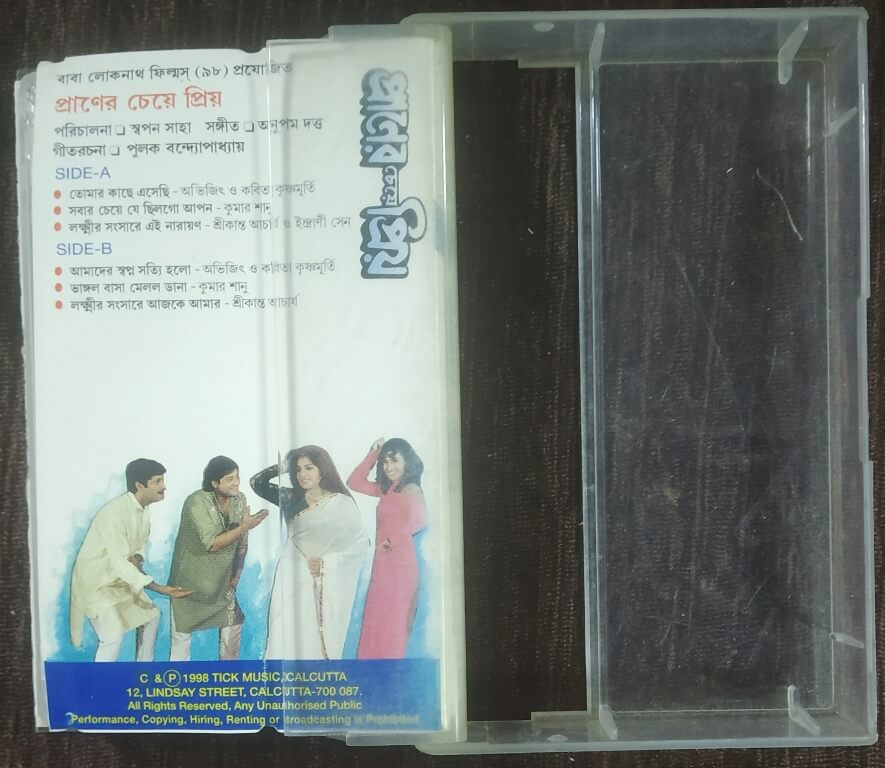 বাবা লোকনাথ ফিল্মস্ (৯৮) প্রযোজিত
প্রাণের চেয়ে প্রিয়
পরিচালনা ❑ স্বপন সাহা সঙ্গীত ❑ অনুপম দত্ত
গীতরচনা ❑ পুলক বন্দ্যোপাধ্যায়
SIDE-A
● তোমার কাছে এসেছি - অভিজিৎ ও কবিতা কৃষ্ণমূর্তি
● সবার চেয়ে যে ছিলগো আপন - কুমার শানু
● লক্ষ্মীর সংসারে এই নারায়ণ - শ্রীকান্ত আচার্য ও ইন্দ্রাণী সেন
SIDE-B
● আমাদের স্বপ্ন সত্যি হলো - অভিজিৎ ও কবিতা কৃষ্ণমূর্তি
● ভাঙ্গল বাসা মেলল ডানা - কুমার শানু
● লক্ষ্মীর সংসারে আজকে আমার - শ্রীকান্ত আচার্য
প্রাণের চেয়ে প্রিয়
C & Ⓟ 1998 TICK MUSIC, CALCUTTA
12, LINDSAY STREET, CALCUTTA-700 087.
All Rights Reserved, Any Unauthorised Public
Performance, Copying, Hiring, Renting or Broadcasting is Prohibited